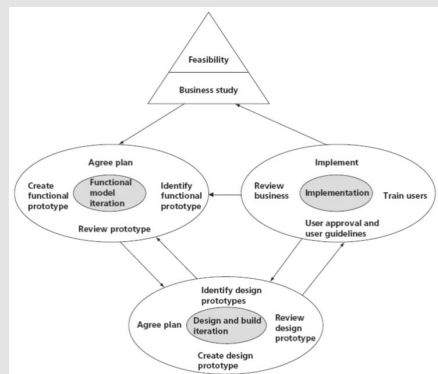 Feasibility
Business study
Agree plan
Create
functional
prototype
Functional
model
iteration
Identify
functional
prototype
Review prototype
Implement
Review
business
Implementation
Train users
User approval and
user guidelines
Identify design
prototypes
Agree plan
Design and build
iteration
Review
design
prototype
Create design
prototype